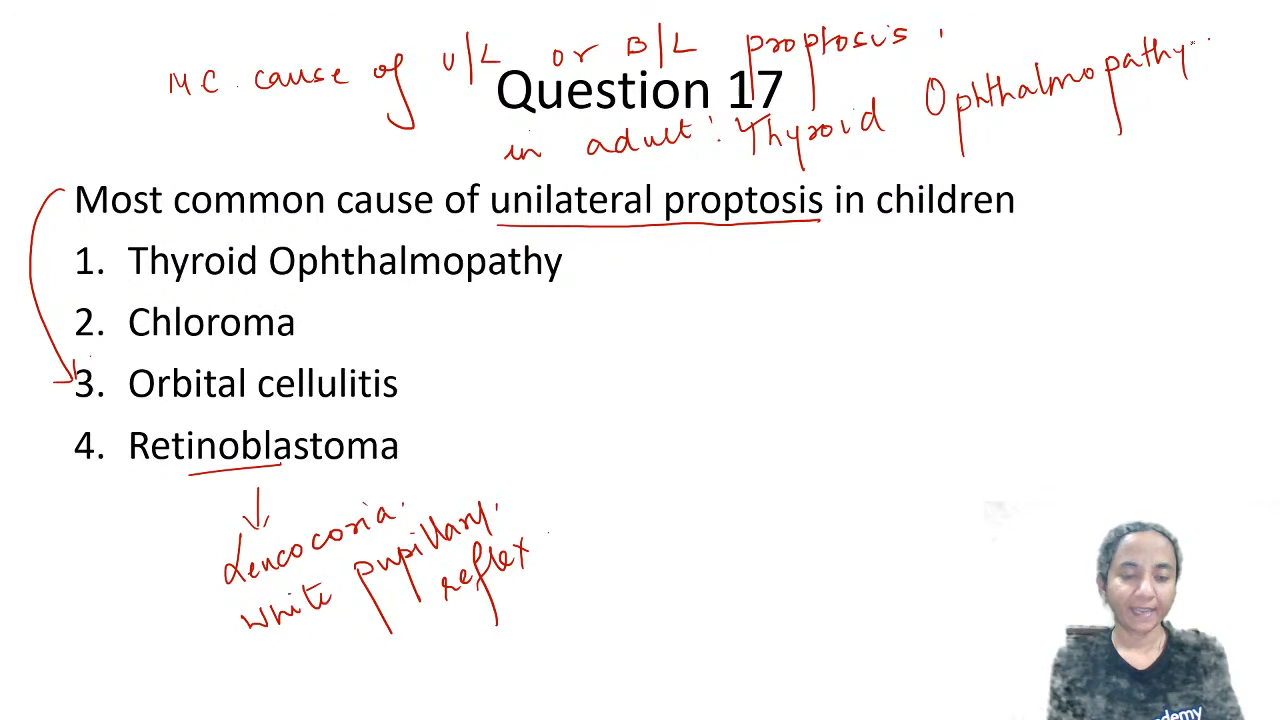 MC cause of U/L or B/L proptosis
Question 17
in adult : Thyroid Ophthalmopathy
Most common cause of unilateral proptosis in children
1. Thyroid Ophthalmopathy
2. Chloroma
3. Orbital cellulitis
4. Retinoblastoma
Leucocoria
white pupillary
reflex
ademy